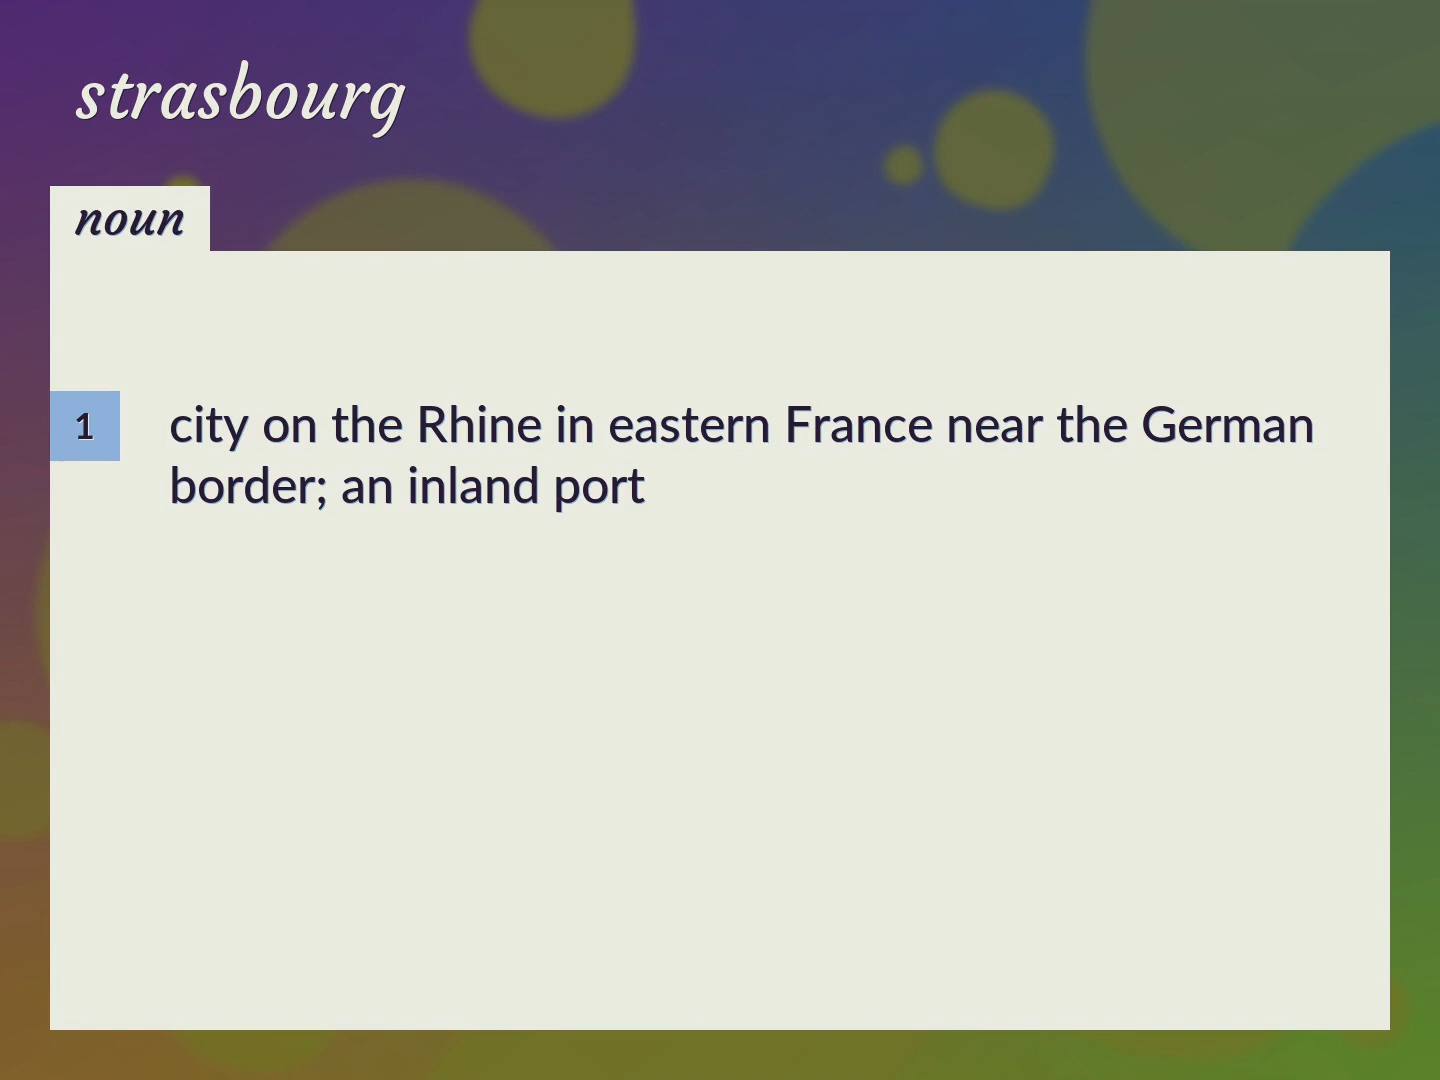 strasbourg
noun
1
city on the Rhine in eastern France near the German
border; an inland port